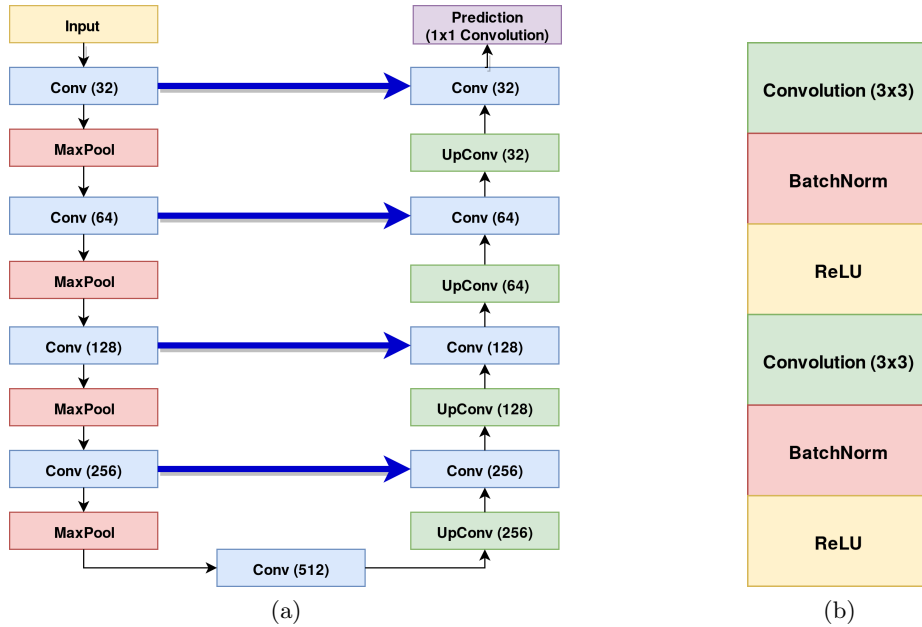 Input
Conv (32)
MaxPool
Conv (64)
MaxPool
Conv (128)
MaxPool
Conv (256)
MaxPool
Conv (512)
UpConv (256)
Conv (256)
UpConv (128)
Conv (128)
UpConv (64)
Conv (64)
UpConv (32)
Conv (32)
Prediction
(1x1 Convolution)
(a)
Convolution (3x3)
BatchNorm
ReLU
Convolution (3x3)
BatchNorm
ReLU
(b)